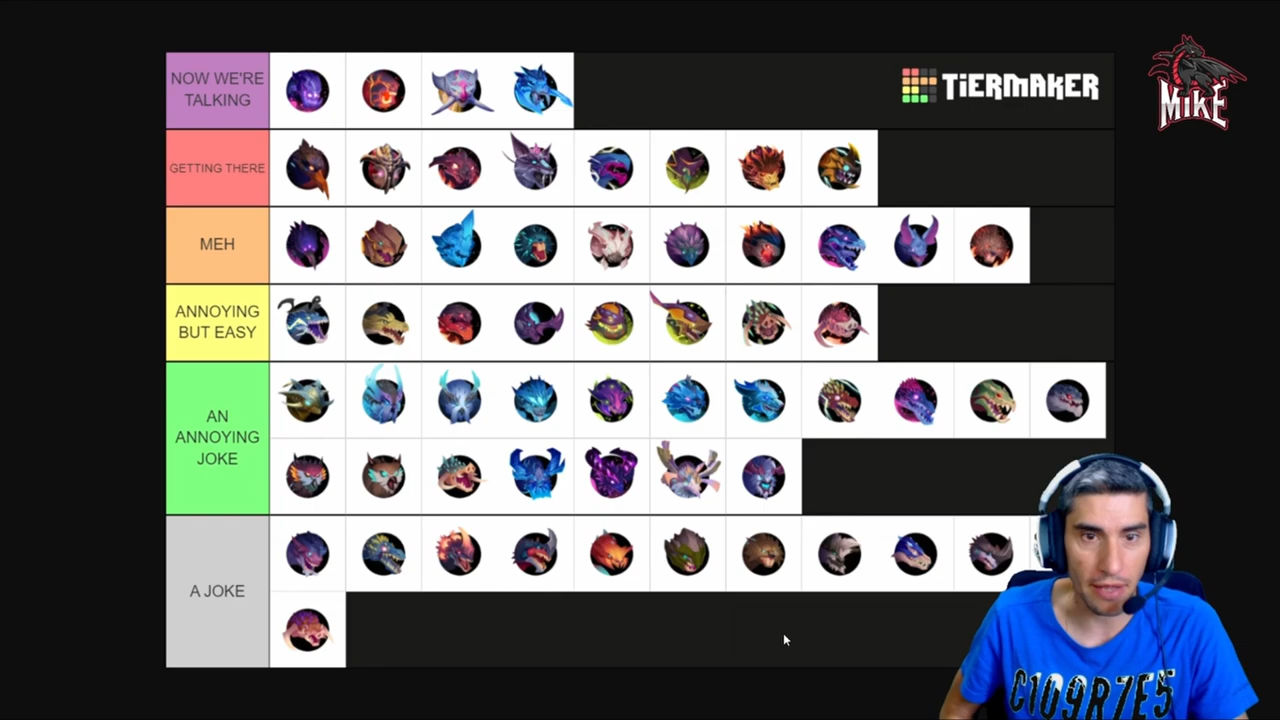 NOW WE'RE
TALKING
TiERMAKER
MiKE
GETTING THERE
MEH
ANNOYING
BUT EASY
AN
ANNOYING
JOKE
A JOKE
C109R7E5